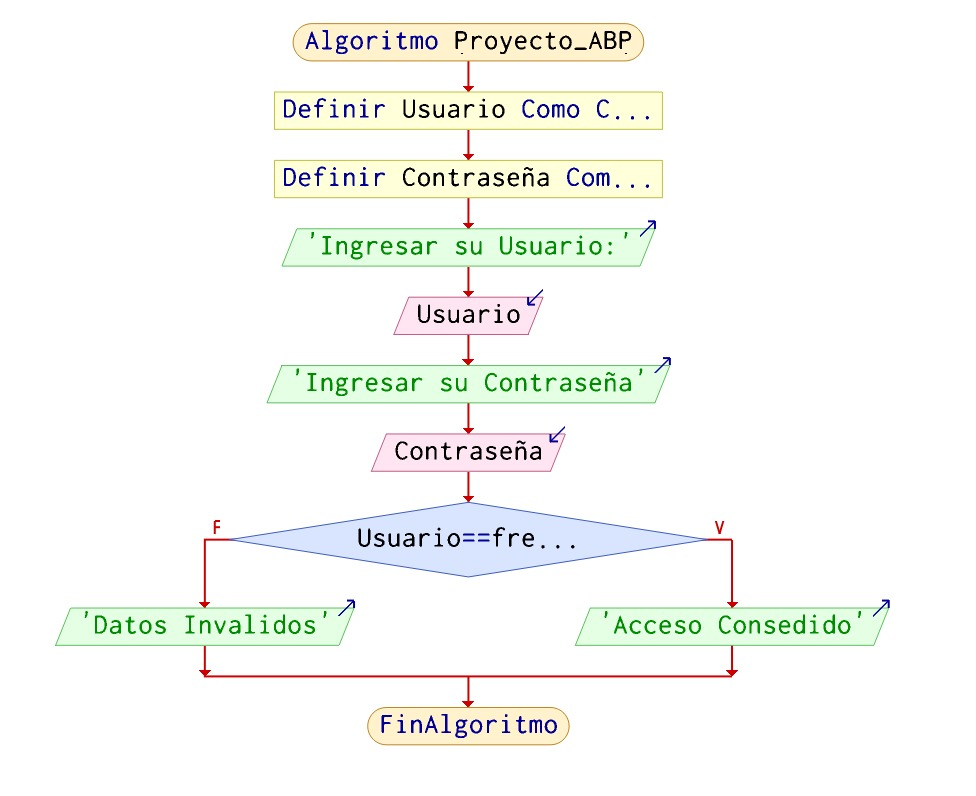 Algoritmo Proyecto_ABP
Definir Usuario Como C...
Definir Contraseña Com...
'Ingresar su Usuario:'
Usuario
'Ingresar su Contraseña'
Contraseña
Usuario==fre...
F
V
'Datos Invalidos'
'Acceso Consedido'
FinAlgoritmo